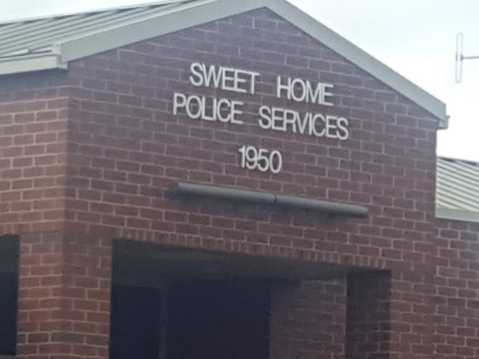 SWEET HOME
POLICE SERVICES
1950